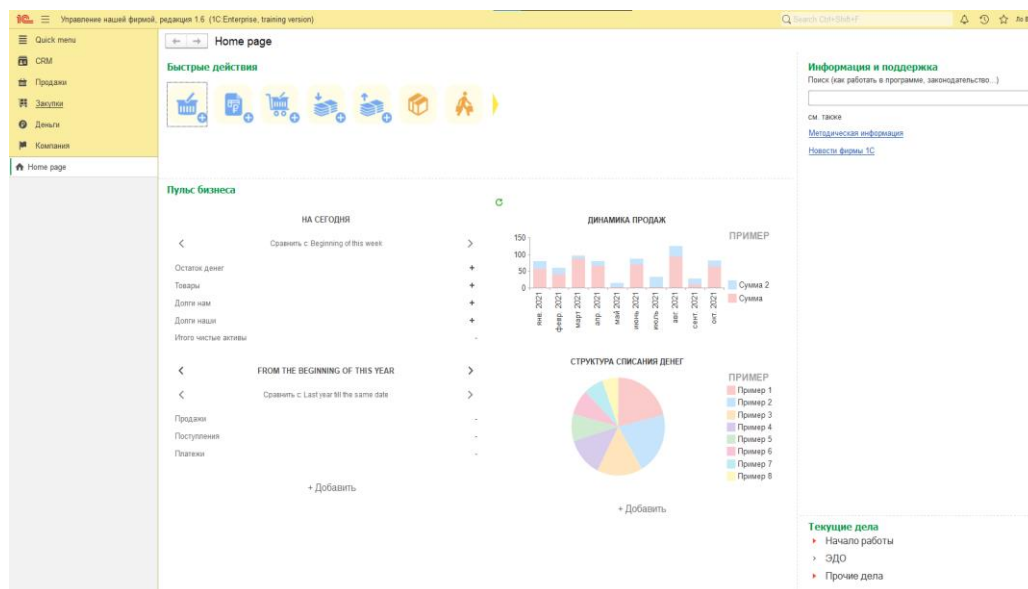 1С Управление нашей фирмой, редакция 1.6 (1C:Enterprise, training version)
Search Ctrl+Shift+F
Quick menu
CRM
Продажи
Закупки
Деньги
Компания
Home page
Home page
Быстрые действия
Пульс бизнеса
НА СЕГОДНЯ
Сравнить с: Beginning of this week
Остаток денег +
Товары +
Долги нам +
Долги наши +
Итого чистые активы -
FROM THE BEGINNING OF THIS YEAR
Сравнить с: Last year till the same date
Продажи -
Поступления -
Платежи -
+ Добавить
ДИНАМИКА ПРОДАЖ
ПРИМЕР
150
100
50
0
янв. 2021
февр. 2021
март 2021
апр. 2021
май 2021
июнь 2021
июль 2021
авг. 2021
сент. 2021
окт. 2021
Сумма 2
Сумма
СТРУКТУРА СПИСАНИЯ ДЕНЕГ
ПРИМЕР
Пример 1
Пример 2
Пример 3
Пример 4
Пример 5
Пример 6
Пример 7
Пример 8
+ Добавить
Информация и поддержка
Поиск (как работать в программе, законодательство...)
см. также
Методическая информация
Новости фирмы 1С
Текущие дела
Начало работы
ЭДО
Прочие дела